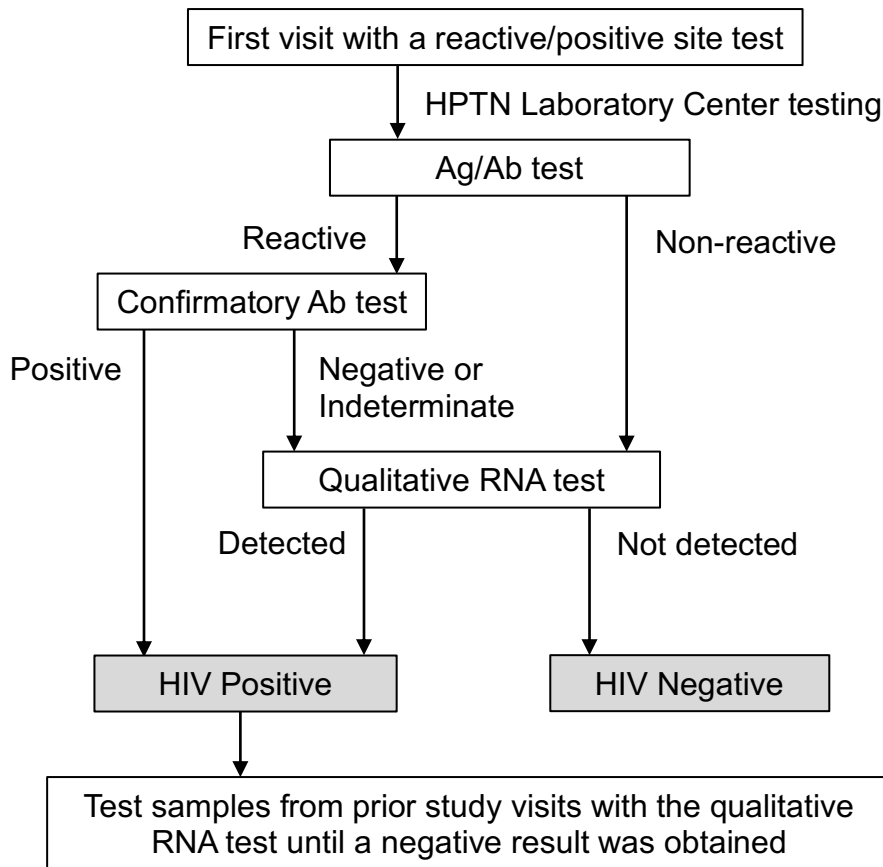 First visit with a reactive/positive site test
HPTN Laboratory Center testing
Ag/Ab test
Reactive
Non-reactive
Confirmatory Ab test
Positive
Negative or
Indeterminate
Qualitative RNA test
Detected
Not detected
HIV Positive
HIV Negative
Test samples from prior study visits with the qualitative
RNA test until a negative result was obtained